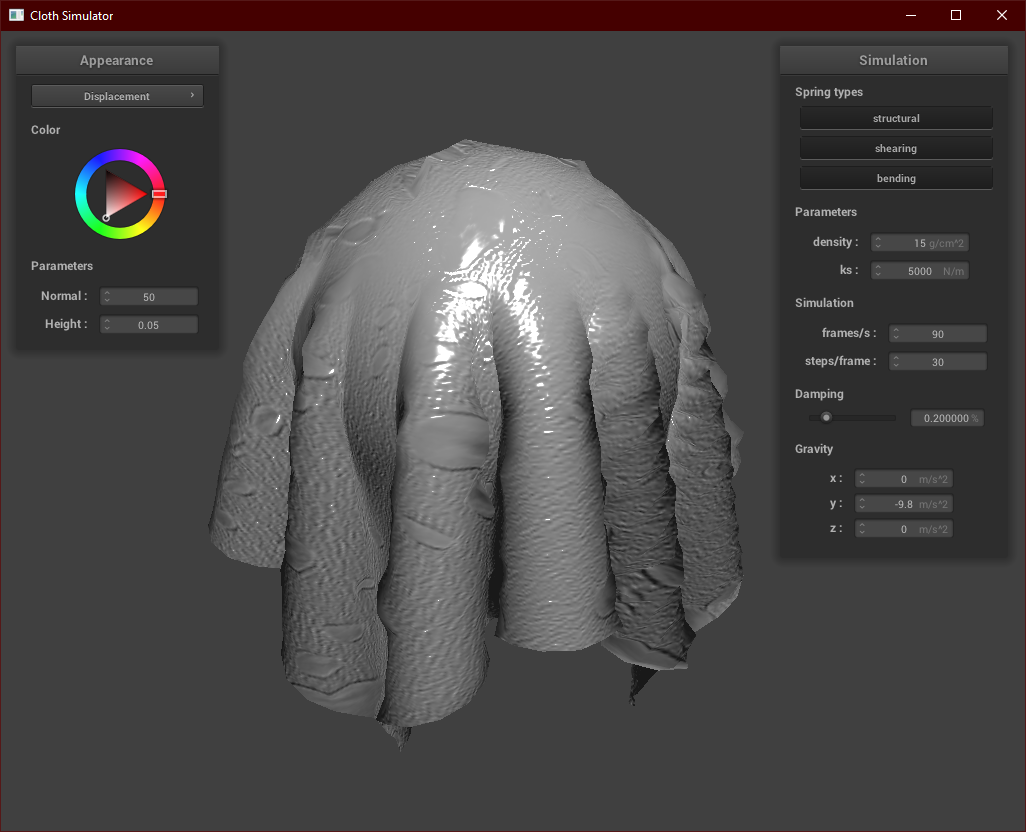 Cloth Simulator
Appearance
Displacement
Color
Parameters
Normal : 50
Height : 0.05
Simulation
Spring types
structural
shearing
bending
Parameters
density : 15 g/cm^2
ks : 5000 N/m
Simulation
frames/s : 90
steps/frame : 30
Damping
0.200000 %
Gravity
x : 0 m/s^2
y : -9.8 m/s^2
z : 0 m/s^2